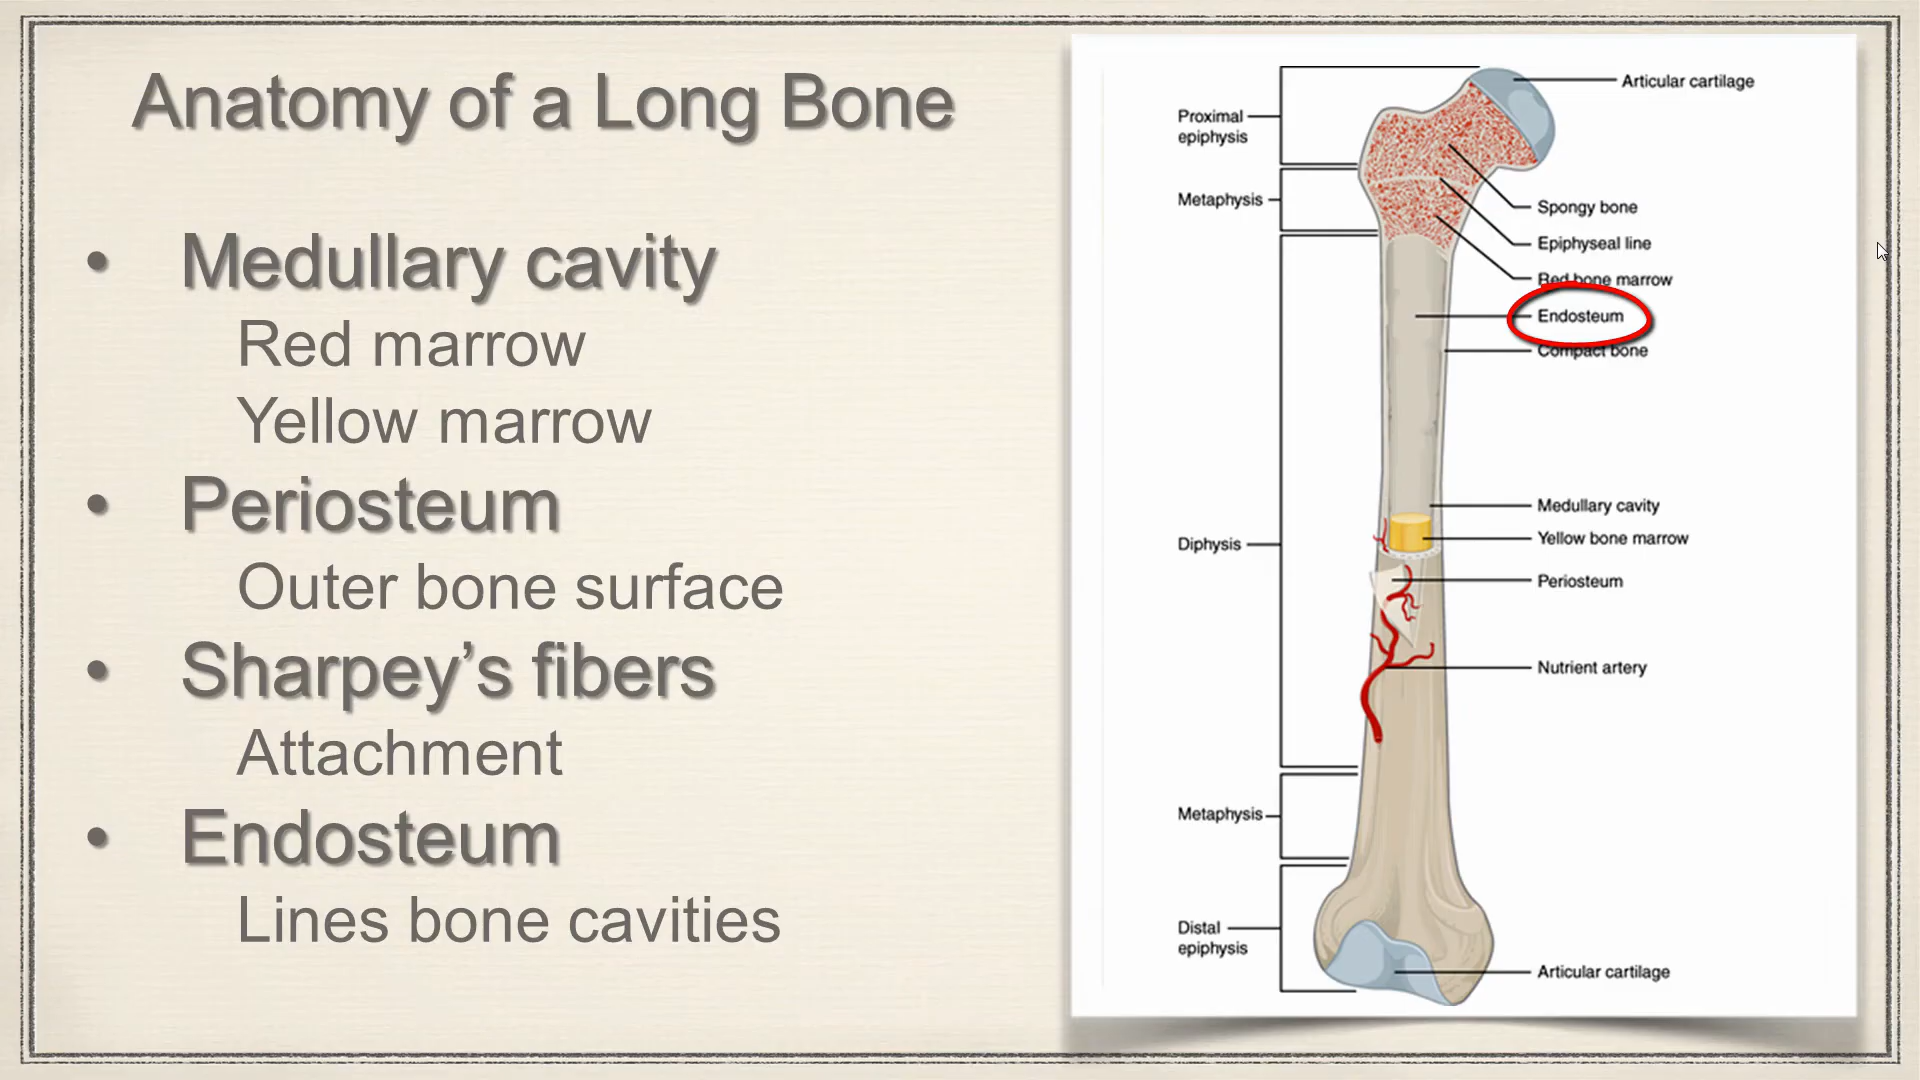 Anatomy of a Long Bone
• Medullary cavity
Red marrow
Yellow marrow
• Periosteum
Outer bone surface
• Sharpey’s fibers
Attachment
• Endosteum
Lines bone cavities
Articular cartilage
Proximal
epiphysis
Metaphysis
Spongy bone
Epiphyseal line
Red bone marrow
Endosteum
Compact bone
Medullary cavity
Yellow bone marrow
Diphysis
Periosteum
Nutrient artery
Metaphysis
Distal
epiphysis
Articular cartilage